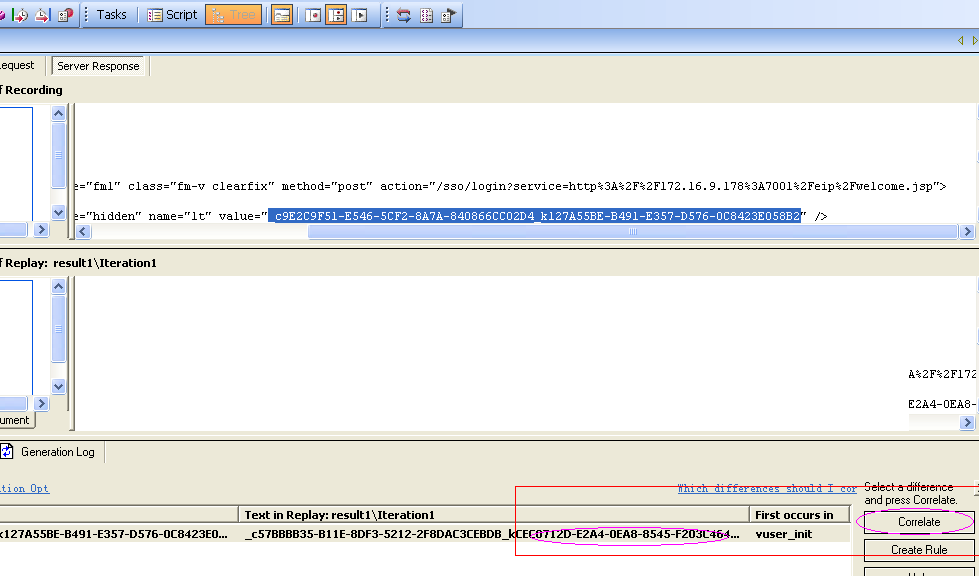 Tasks Script Tree
equest Server Response
f Recording
e="fm1" class="fm-v clearfix" method="post" action="/sso/login?service=http%3A%2F%2F172.16.9.178%3A7001%2Feip%2Fwelcome.jsp">
e="hidden" name="lt" value="_c9E2C9F51-E546-5CF2-8A7A-840866CC02D4_k127A55BE-B491-E357-D576-0C8423E058B2" />
f Replay: result1\Iteration1
A%2F%2F172
E2A4-0EA8-
ument
Generation Log
tion Opt Which differences should I cor
Select a difference
and press Correlate.
Text in Replay: result1\Iteration1 First occurs in
Correlate
k127A55BE-B491-E357-D576-0C8423E0... _c57BBBB35-B11E-8DF3-5212-2F8DAC3CEBDB_kCEC0712D-E2A4-0EA8-8545-F203C464... vuser_init
Create Rule